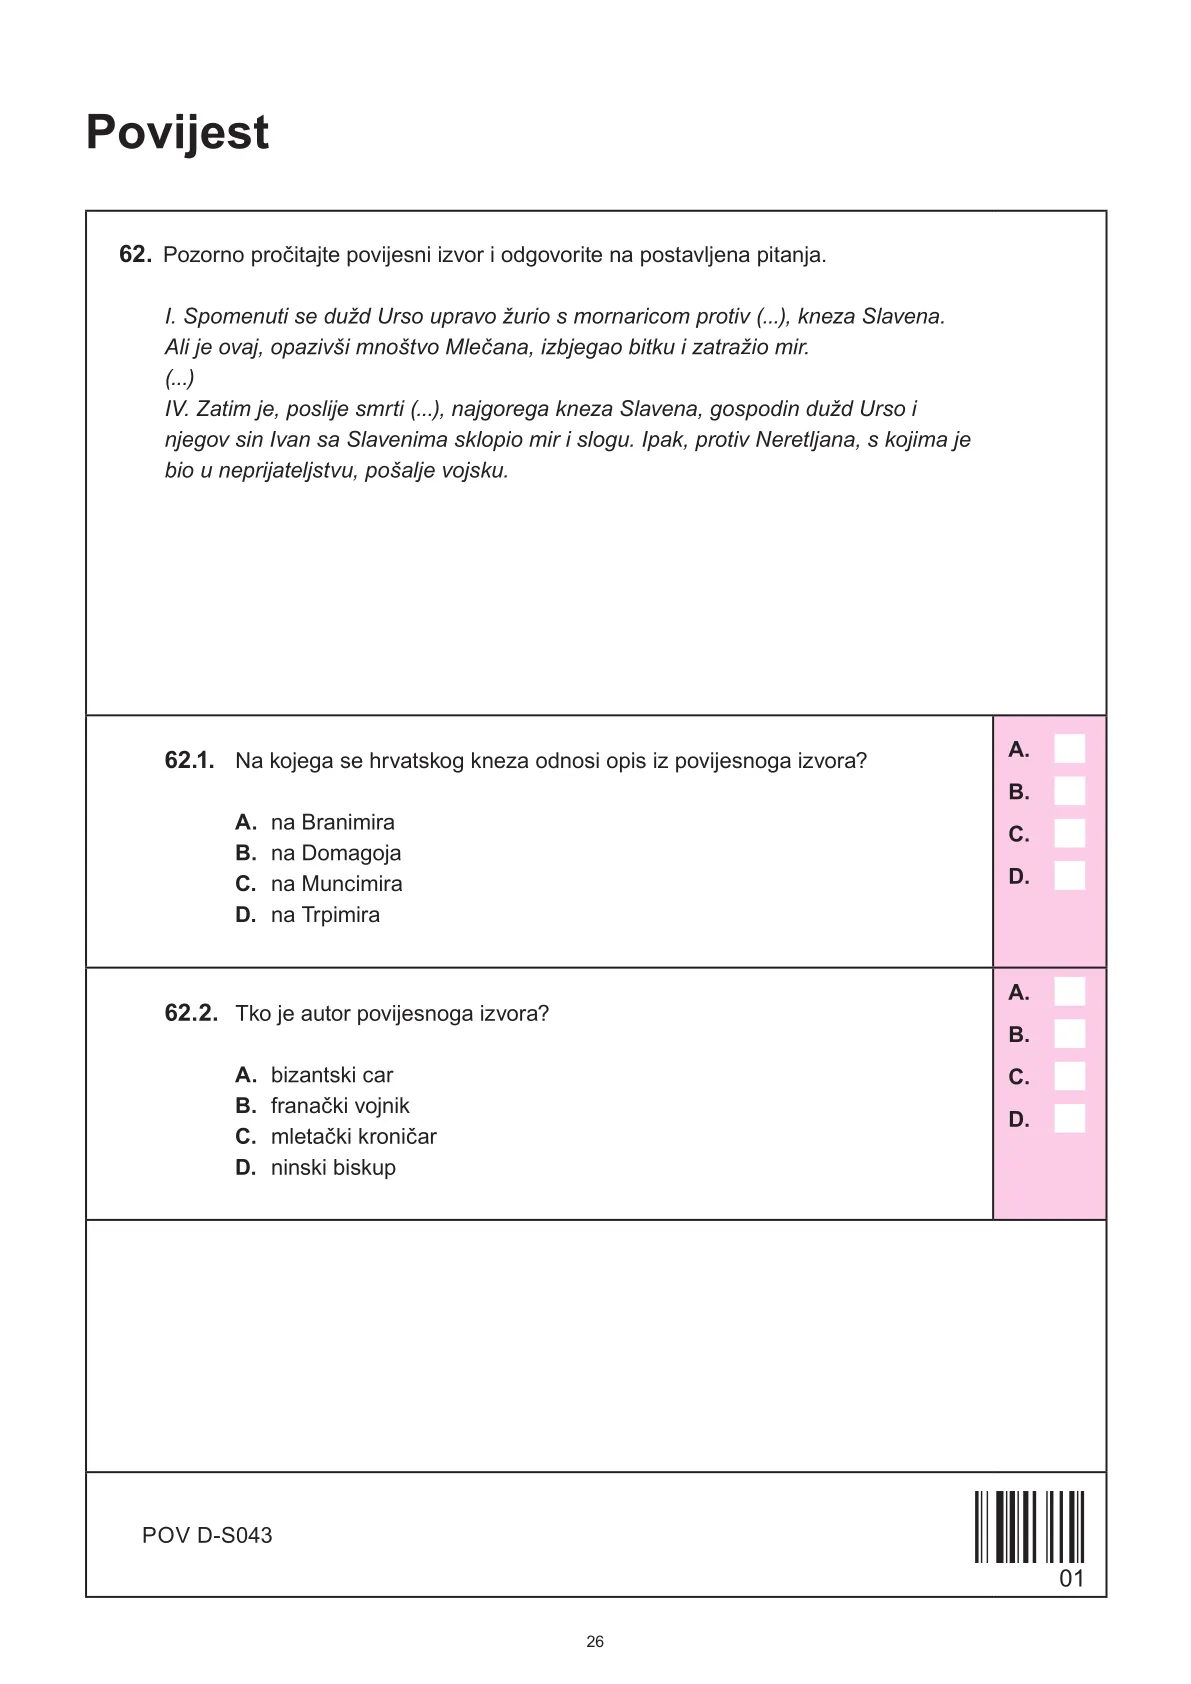 Povijest
62. Pozorno pročitajte povijesni izvor i odgovorite na postavljena pitanja.
I. Spomenuti se dužd Urso upravo žurio s mornaricom protiv (...), kneza Slavena.
Ali je ovaj, opazivši mnoštvo Mlečana, izbjegao bitku i zatražio mir.
(...)
IV. Zatim je, poslije smrti (...), najgorega kneza Slavena, gospodin dužd Urso i
njegov sin Ivan sa Slavenima sklopio mir i slogu. Ipak, protiv Neretljana, s kojima je
bio u neprijateljstvu, pošalje vojsku.
62.1. Na kojega se hrvatskog kneza odnosi opis iz povijesnoga izvora?
A. na Branimira
B. na Domagoja
C. na Muncimira
D. na Trpimira
A.
B.
C.
D.
62.2. Tko je autor povijesnoga izvora?
A. bizantski car
B. franački vojnik
C. mletački kroničar
D. ninski biskup
A.
B.
C.
D.
POV D-S043
01
26